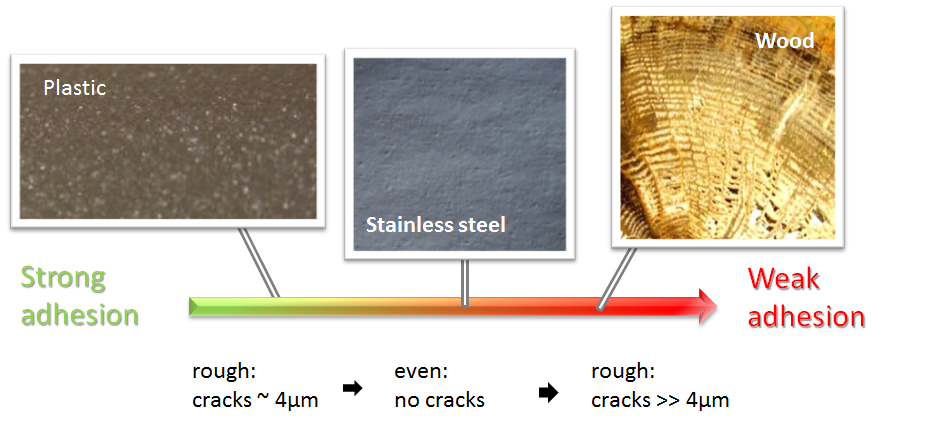 Plastic
Stainless steel
Wood
Strong
adhesion
Weak
adhesion
rough:
cracks ~ 4µm
even:
no cracks
rough:
cracks >> 4µm